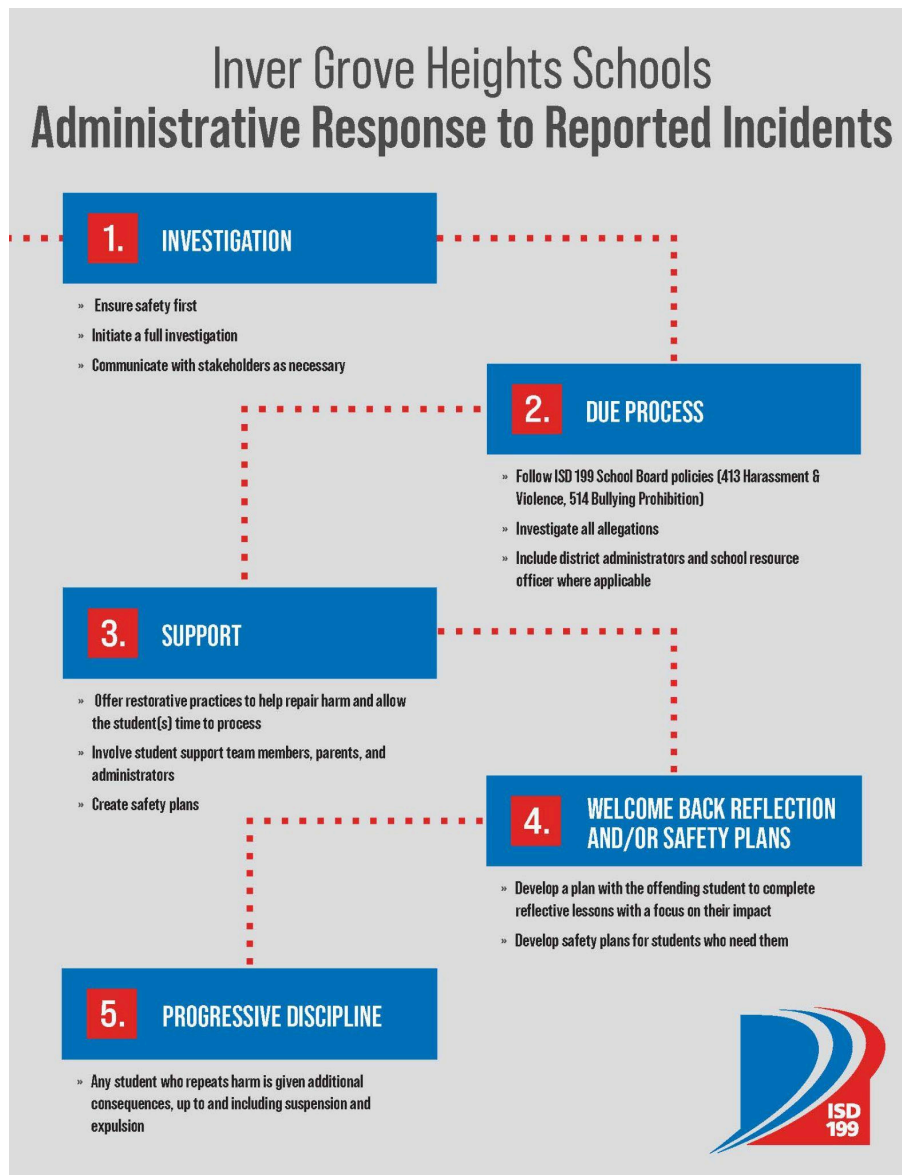 Inver Grove Heights Schools
Administrative Response to Reported Incidents
1. INVESTIGATION
» Ensure safety first
» Initiate a full investigation
» Communicate with stakeholders as necessary
2. DUE PROCESS
» Follow ISD 199 School Board policies (413 Harassment &
Violence, 514 Bullying Prohibition)
» Investigate all allegations
» Include district administrators and school resource
officer where applicable
3. SUPPORT
» Offer restorative practices to help repair harm and allow
the student(s) time to process
» Involve student support team members, parents, and
administrators
» Create safety plans
4. WELCOME BACK REFLECTION
AND/OR SAFETY PLANS
» Develop a plan with the offending student to complete
reflective lessons with a focus on their impact
» Develop safety plans for students who need them
5. PROGRESSIVE DISCIPLINE
» Any student who repeats harm is given additional
consequences, up to and including suspension and
expulsion
ISD
199